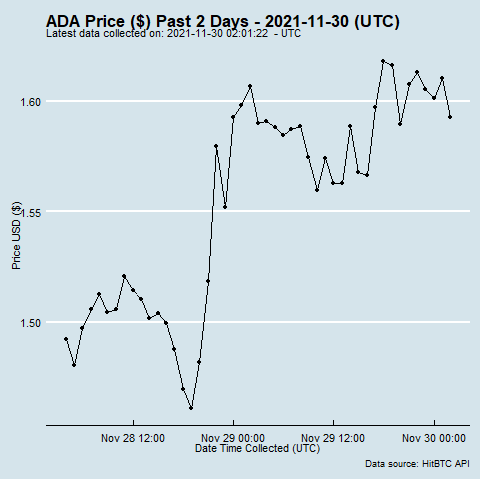 ADA Price ($) Past 2 Days - 2021-11-30 (UTC)
Latest data collected on: 2021-11-30 02:01:22 - UTC
1.60
1.55
1.50
Price USD ($)
Nov 28 12:00
Nov 29 00:00
Nov 29 12:00
Nov 30 00:00
Date Time Collected (UTC)
Data source: HitBTC API